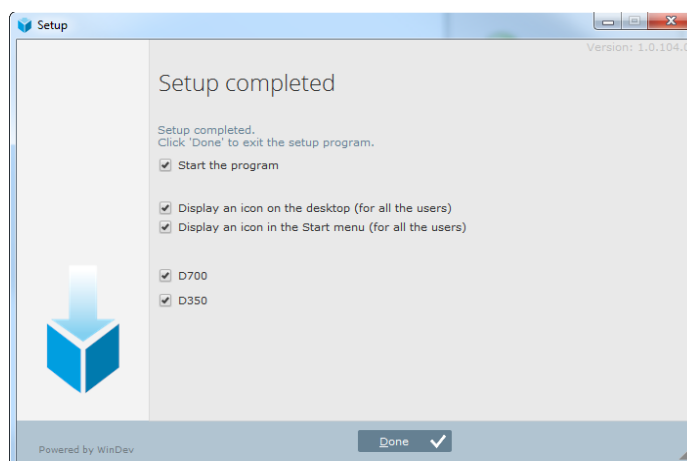 Setup
Version: 1.0.104.0
Setup completed
Setup completed.
Click 'Done' to exit the setup program.
Start the program
Display an icon on the desktop (for all the users)
Display an icon in the Start menu (for all the users)
D700
D350
Done
Powered by WinDev